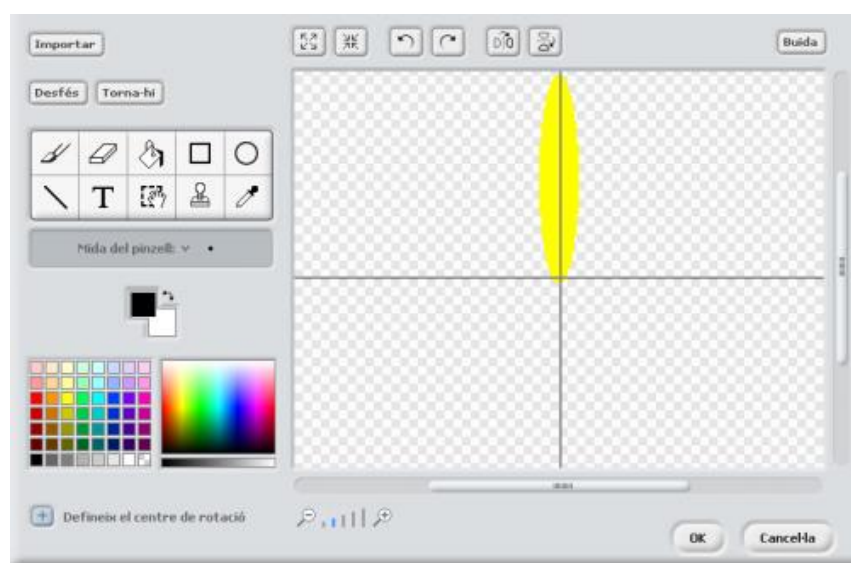 Importar
Buida
Desfés Torna-hi
T
Mida del pinzell:
Defineix el centre de rotació
OK Cancel·la